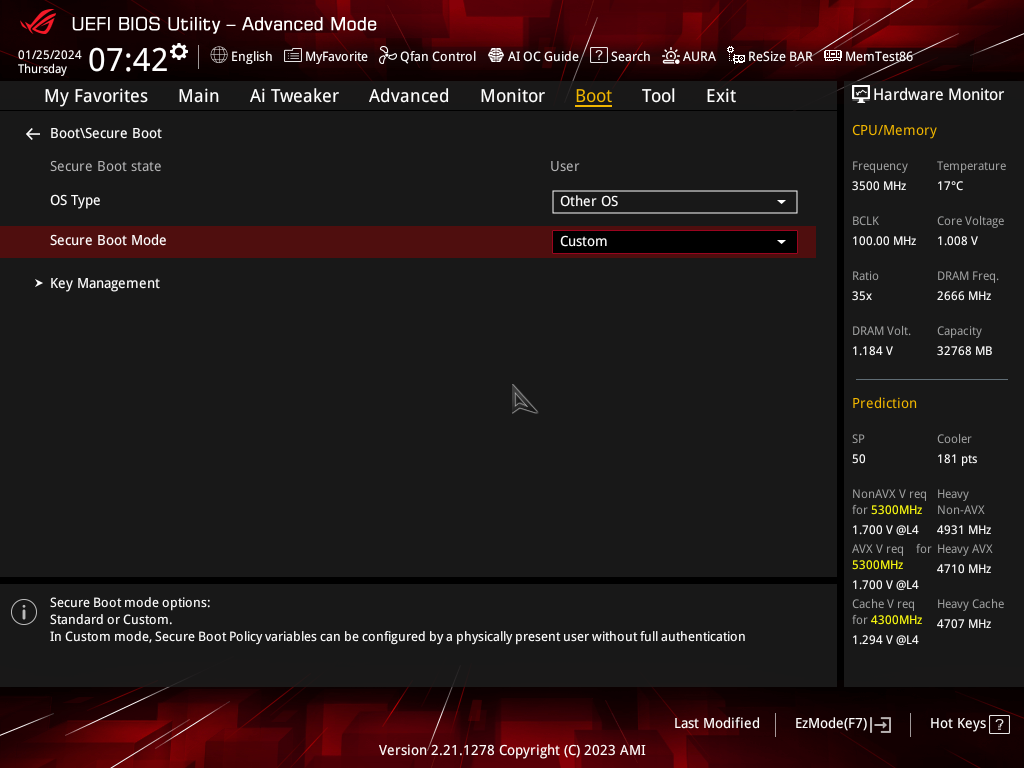 UEFI BIOS Utility – Advanced Mode
01/25/2024
Thursday
07:42
English
MyFavorite
Qfan Control
AI OC Guide
? Search
AURA
ReSize BAR
MemTest86
My Favorites
Main
Ai Tweaker
Advanced
Monitor
Boot
Tool
Exit
Boot\Secure Boot
Secure Boot state User
OS Type Other OS
Secure Boot Mode Custom
Key Management
Secure Boot mode options:
Standard or Custom.
In Custom mode, Secure Boot Policy variables can be configured by a physically present user without full authentication
Hardware Monitor
CPU/Memory
Frequency Temperature
3500 MHz 17°C
BCLK Core Voltage
100.00 MHz 1.008 V
Ratio DRAM Freq.
35x 2666 MHz
DRAM Volt. Capacity
1.184 V 32768 MB
Prediction
SP Cooler
50 181 pts
NonAVX V req Heavy
for 5300MHz Non-AVX
1.700 V @L4 4931 MHz
AVX V req for Heavy AVX
5300MHz 4710 MHz
1.700 V @L4
Cache V req Heavy Cache
for 4300MHz 4707 MHz
1.294 V @L4
Last Modified
EzMode(F7)
Hot Keys ?
Version 2.21.1278 Copyright (C) 2023 AMI